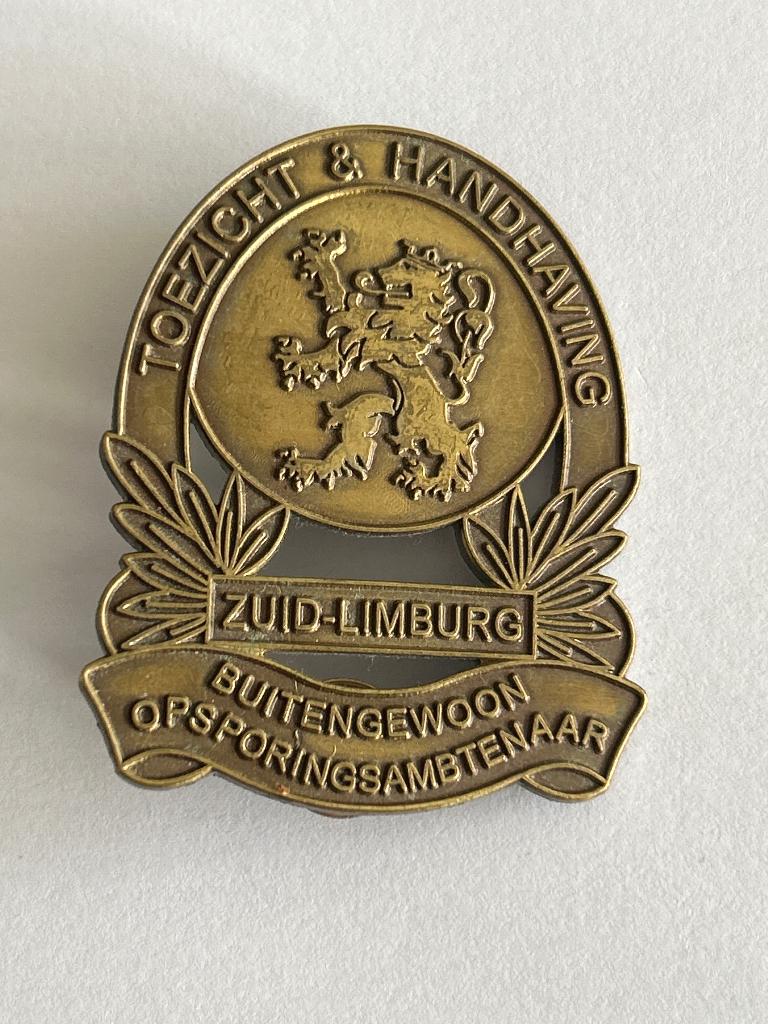 TOEZICHT & HANDHAVING
ZUID-LIMBURG
BUITENGEWOON
OPSPORINGSAMBTENAAR